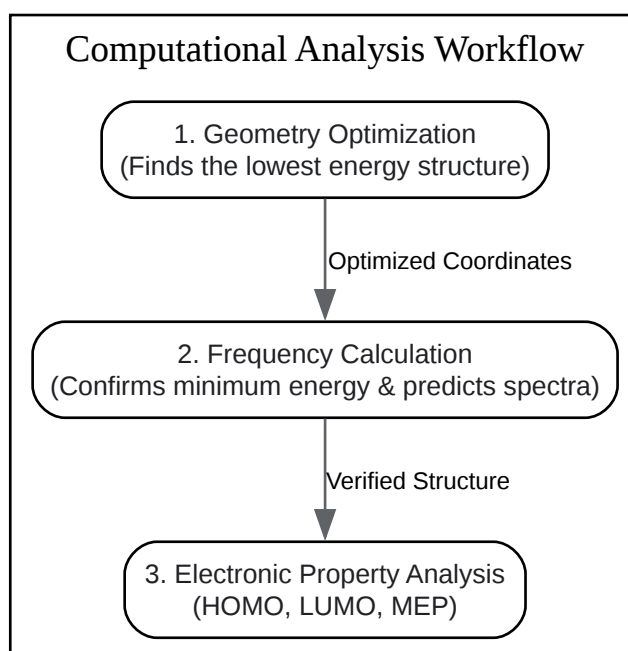 Computational Analysis Workflow
1. Geometry Optimization
(Finds the lowest energy structure)
Optimized Coordinates
2. Frequency Calculation
(Confirms minimum energy & predicts spectra)
Verified Structure
3. Electronic Property Analysis
(HOMO, LUMO, MEP)